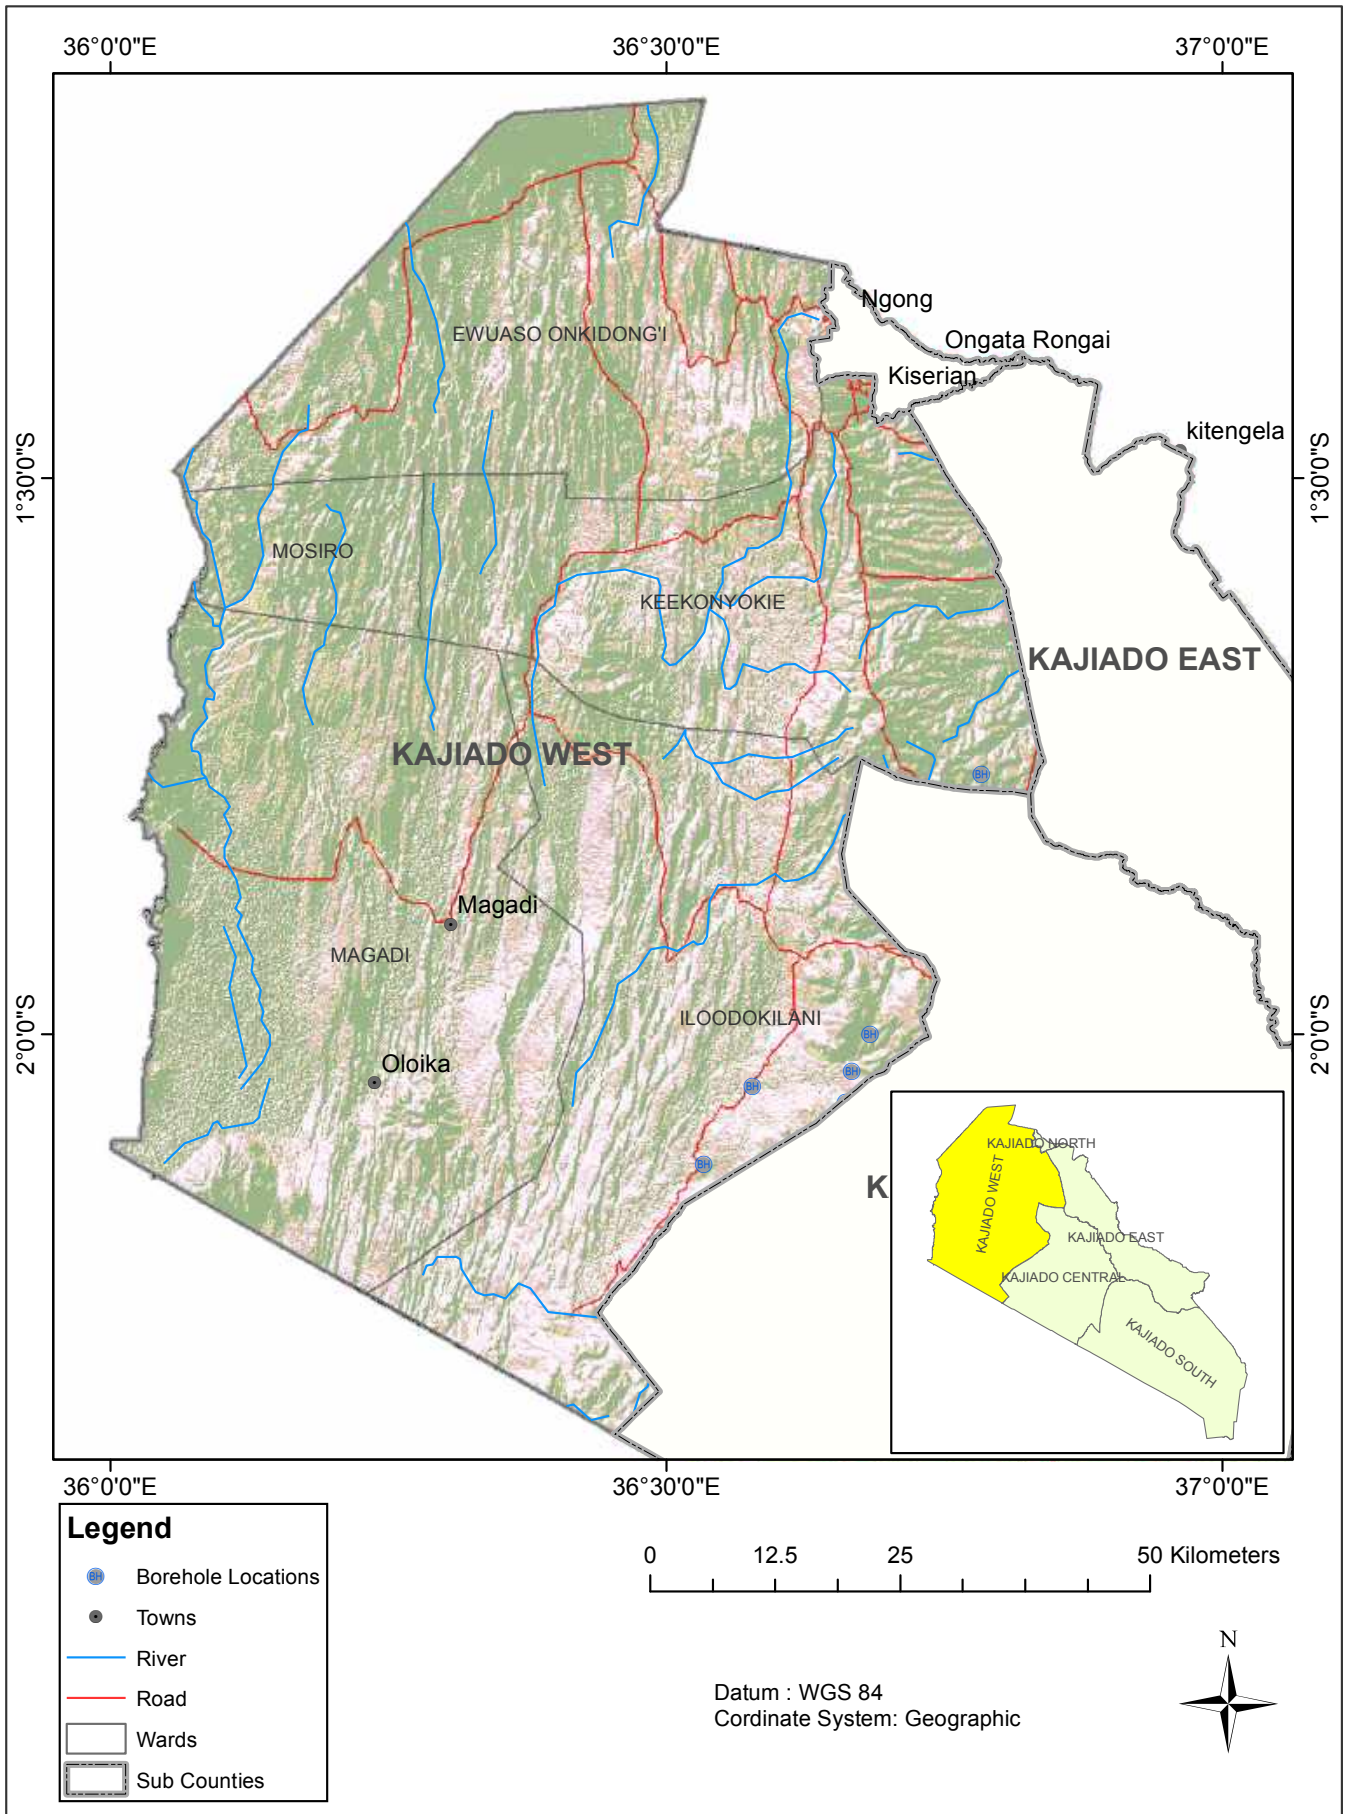 36°0'0"E 36°30'0"E 37°0'0"E
Ngong
EWUASO ONKIDONG'I
Ongata Rongai
Kiserian
kitengela
1°30'0"S 1°30'0"S
MOSIRO
KEEKONYOKIE
KAJIADO EAST
KAJIADO WEST
BH
Magadi
MAGADI
ILOODOKILANI
2°0'0"S 2°0'0"S
BH
Oloika
BH
BH
BH
K
KAJIADO NORTH
KAJIADO WEST
KAJIADO EAST
KAJIADO CENTRAL
KAJIADO SOUTH
36°0'0"E 36°30'0"E 37°0'0"E
Legend
BH Borehole Locations
Towns
River
Road
Wards
Sub Counties
0 12.5 25 50 Kilometers
N
Datum : WGS 84
Cordinate System: Geographic